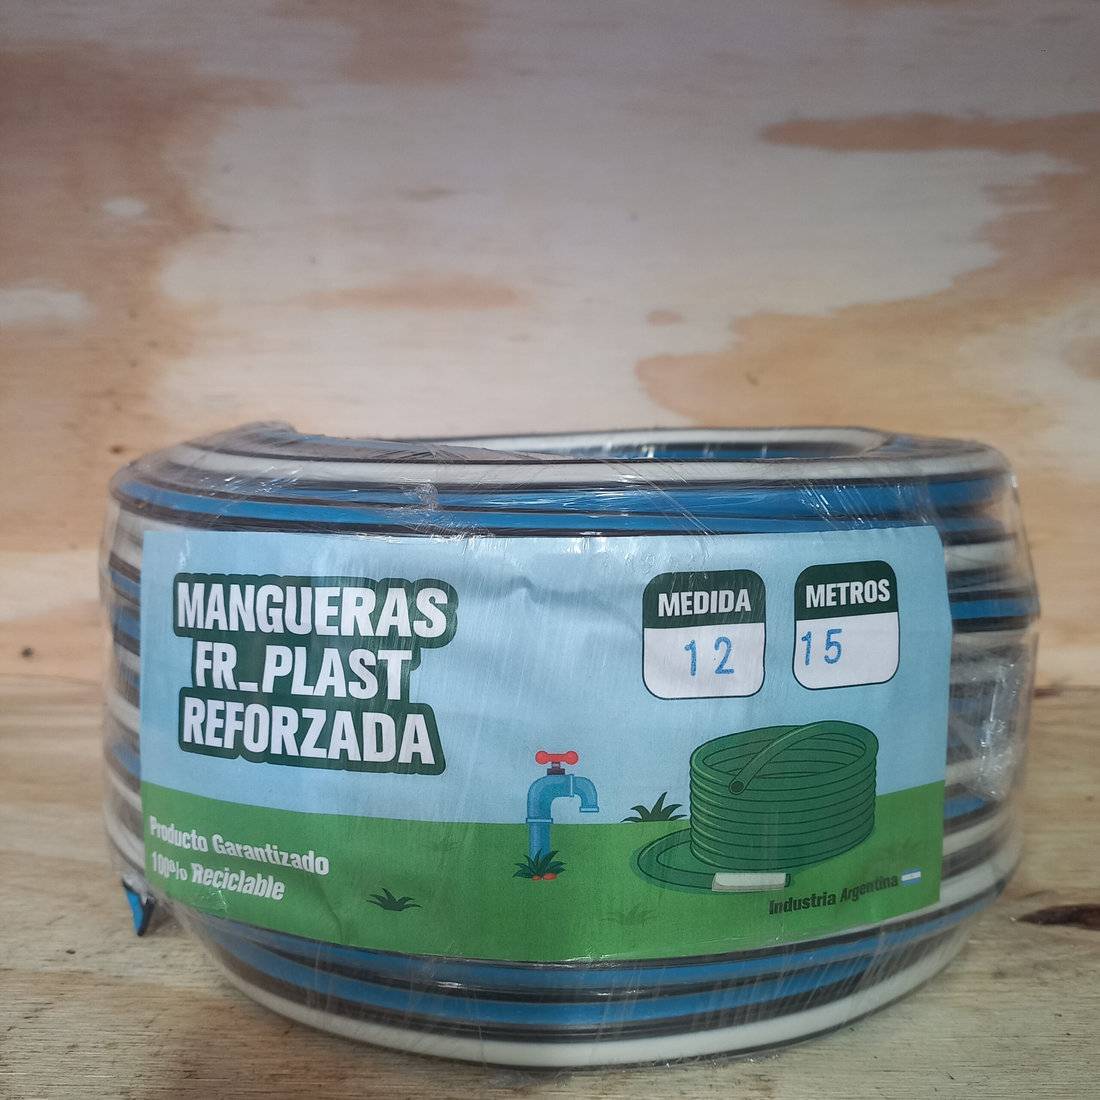 MANGUERAS
FR_PLAST
REFORZADA
MEDIDA
12
METROS
15
Producto Garantizado
100% Reciclable
Industria Argentina